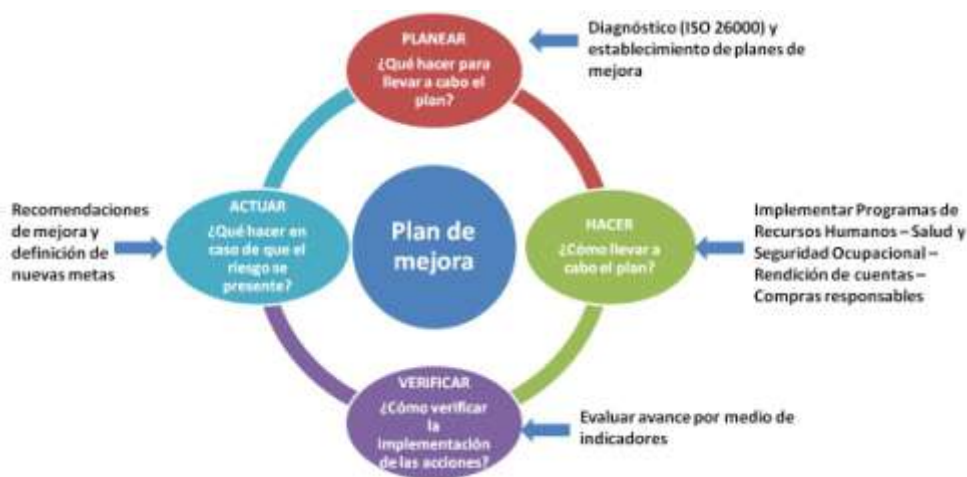 PLANEAR
¿Qué hacer para
llevar a cabo el
plan?
Diagnóstico (ISO 26000) y
establecimiento de planes de
mejora
HACER
¿Cómo llevar a
cabo el plan?
Implementar Programas de
Recursos Humanos – Salud y
Seguridad Ocupacional –
Rendición de cuentas –
Compras responsables
VERIFICAR
¿Cómo verificar
la
implementación
de las acciones?
Evaluar avance por medio de
indicadores
ACTUAR
¿Qué hacer en
caso de que el
riesgo se
presente?
Recomendaciones
de mejora y
definición de
nuevas metas
Plan de
mejora